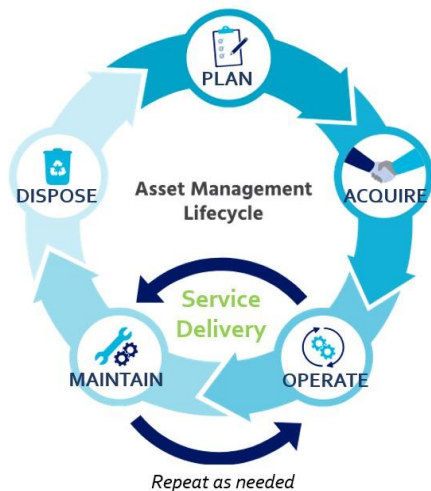 PLAN
ACQUIRE
DISPOSE
Asset Management
Lifecycle
Service
Delivery
MAINTAIN
OPERATE
Repeat as needed